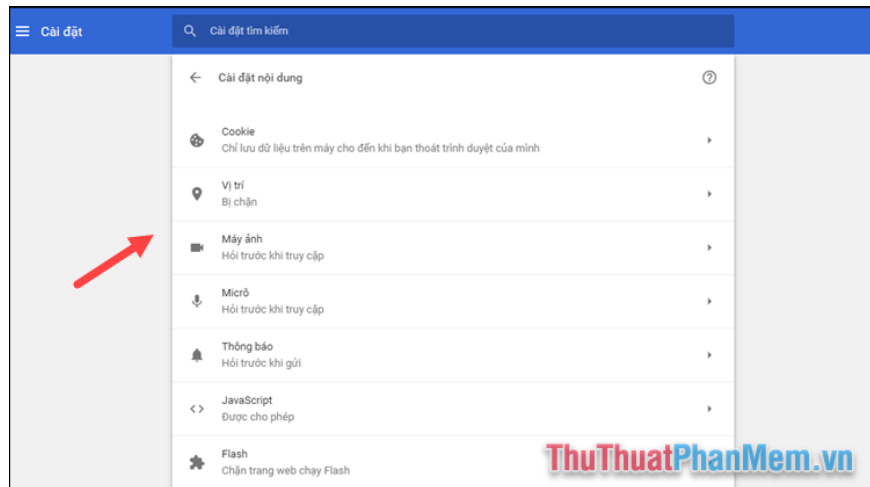 Cài đặt
Cài đặt tìm kiếm
Cài đặt nội dung
Cookie
Chỉ lưu dữ liệu trên máy cho đến khi bạn thoát trình duyệt của mình
Vị trí
Bị chặn
Máy ảnh
Hỏi trước khi truy cập
Micrô
Hỏi trước khi truy cập
Thông báo
Hỏi trước khi gửi
JavaScript
Được cho phép
Flash
Chặn trang web chạy Flash
ThuThuatPhanMem.vn